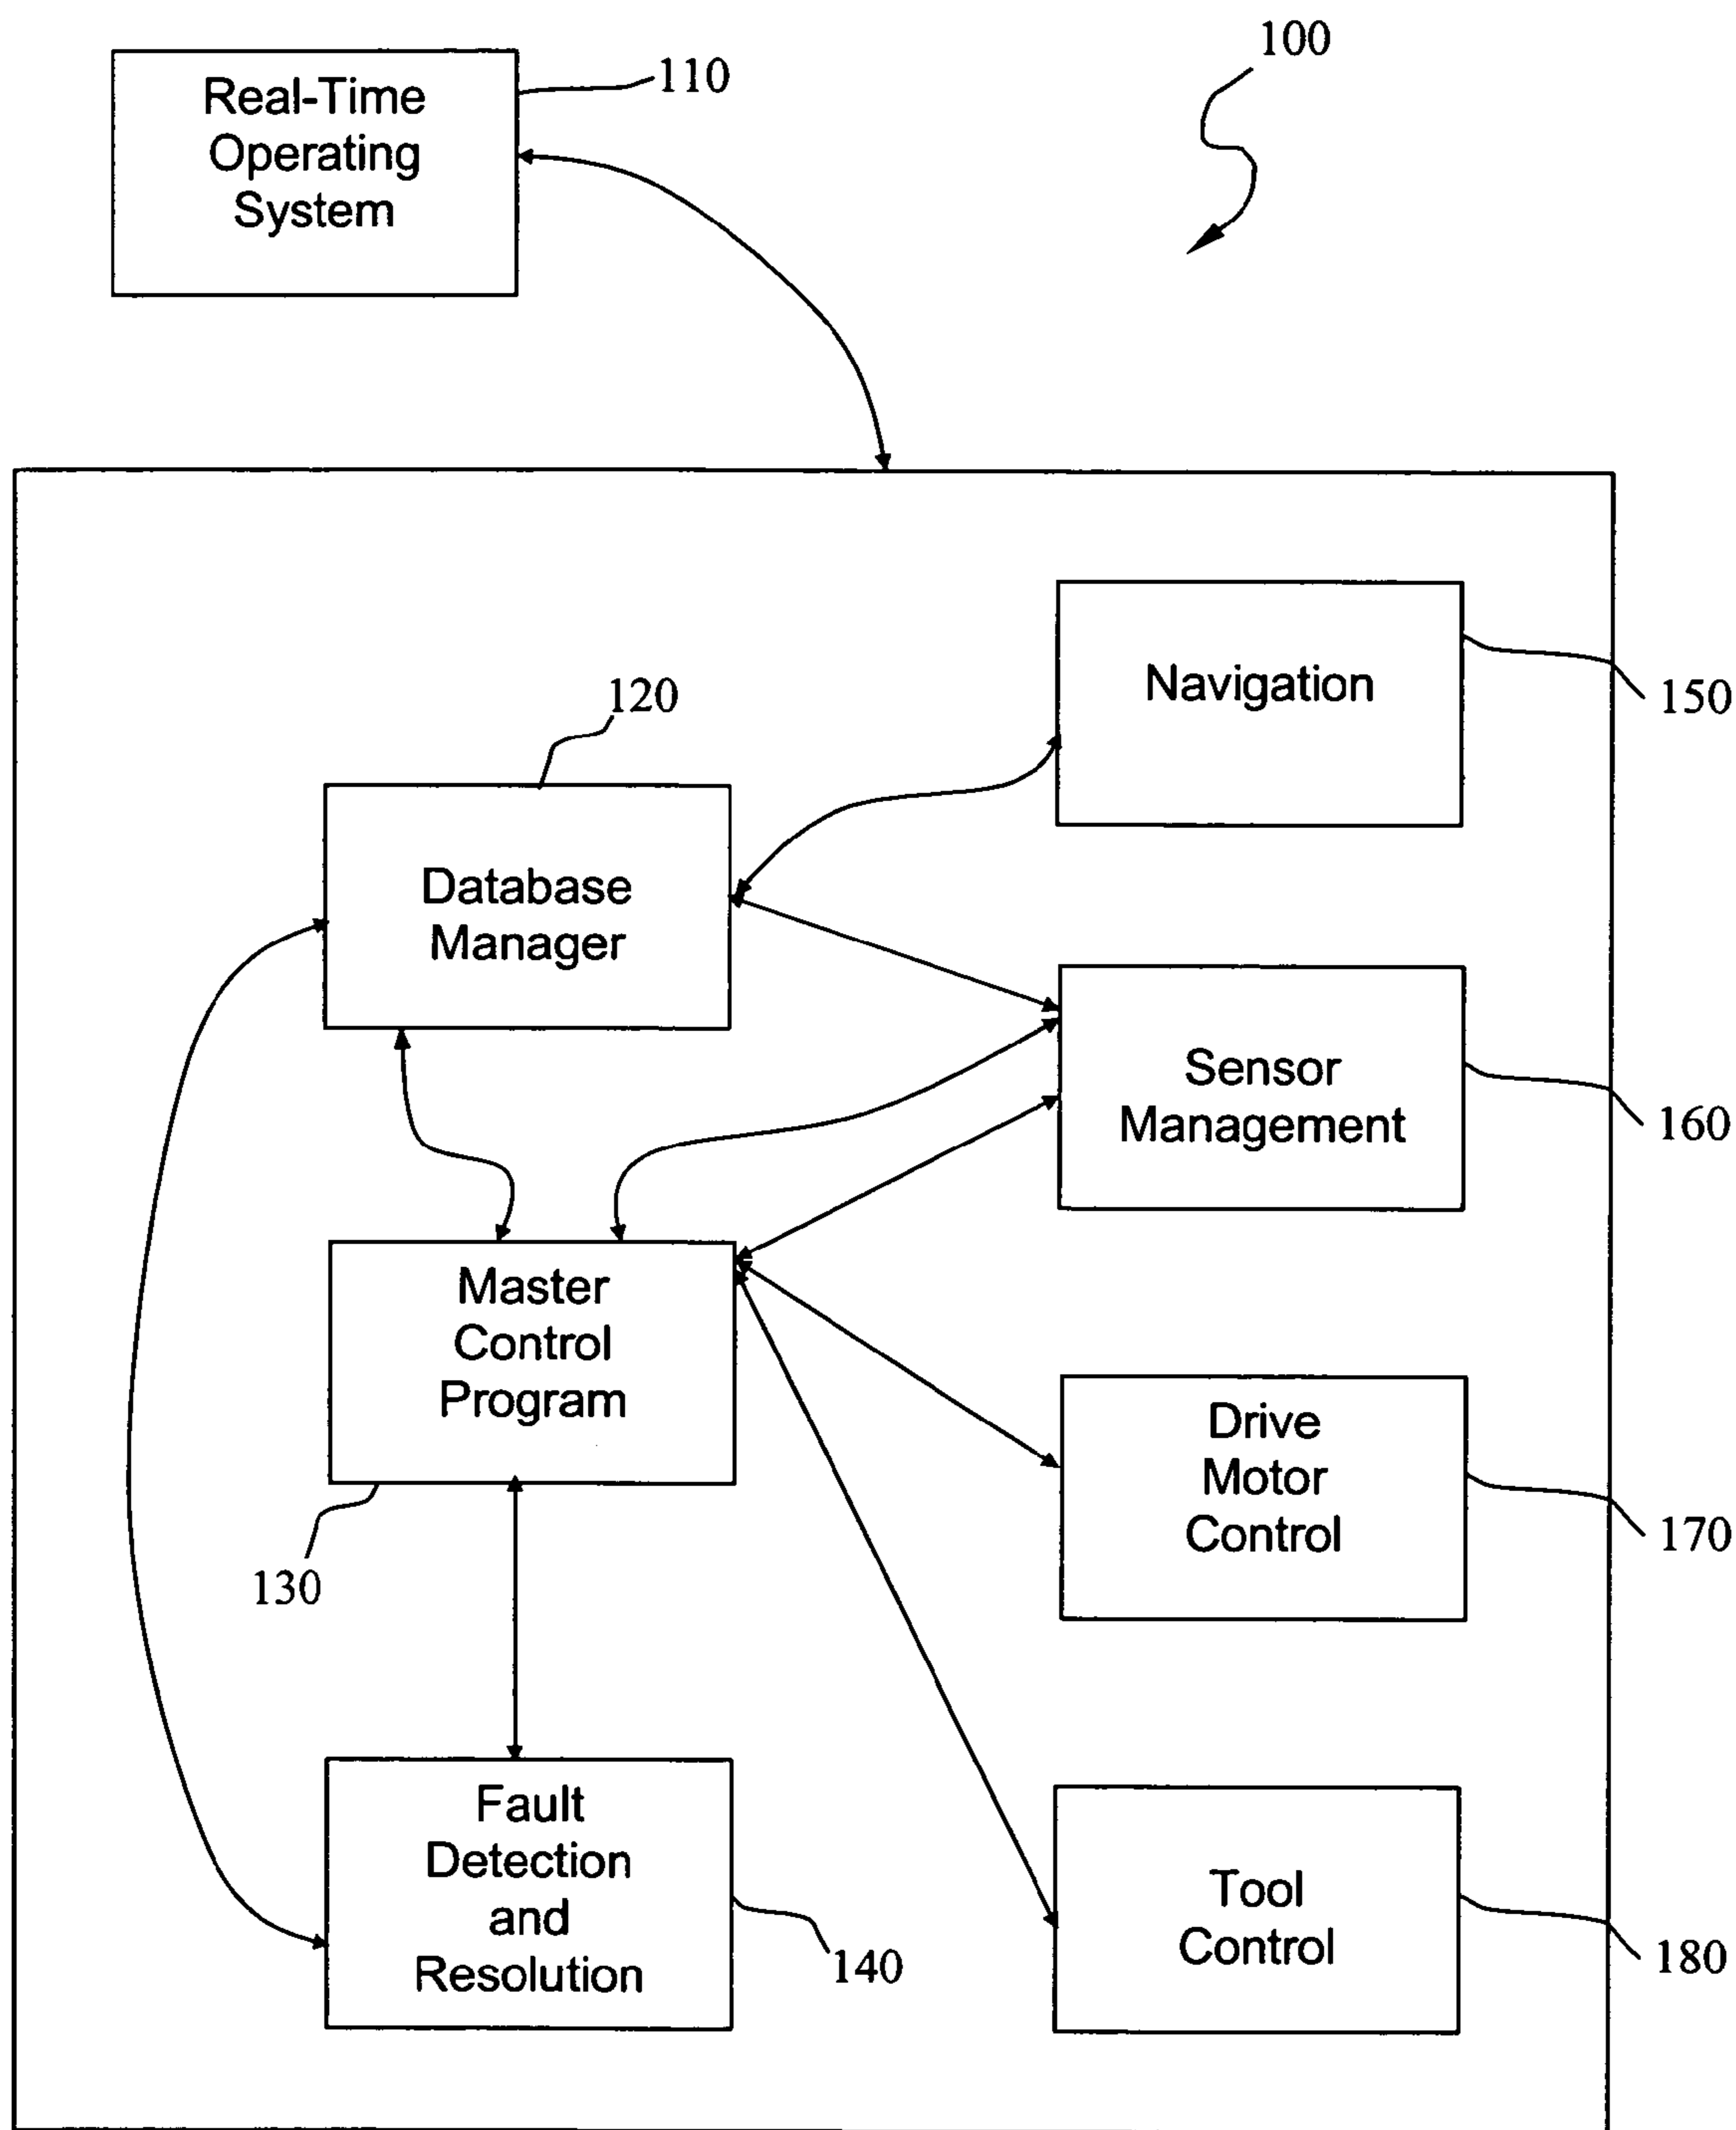 100
110
Real-Time
Operating
System
Navigation
150
120
Database
Manager
Sensor
Management
160
Master
Control
Program
130
Drive
Motor
Control
170
Fault
Detection
and
Resolution
140
Tool
Control
180